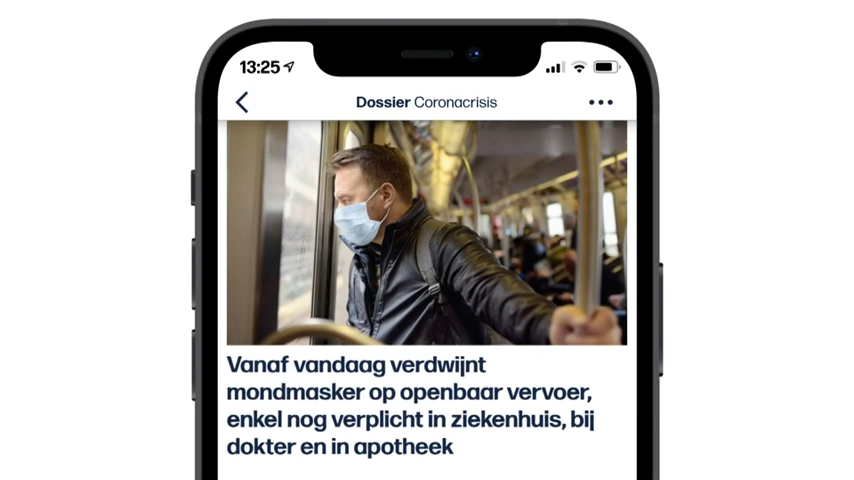 13:25
Dossier Coronacrisis
Vanaf vandaag verdwijnt
mondmasker op openbaar vervoer,
enkel nog verplicht in ziekenhuis, bij
dokter en in apotheek